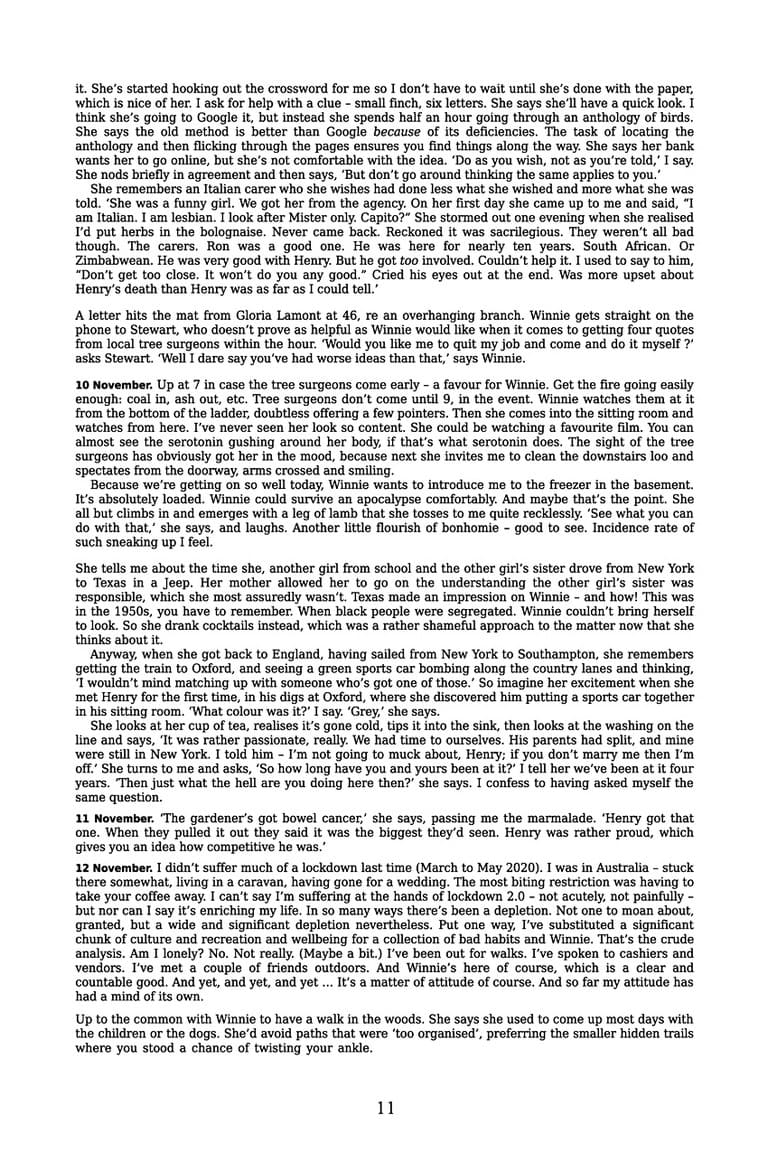 it. She’s started hooking out the crossword for me so I don’t have to wait until she’s done with the paper,
which is nice of her. I ask for help with a clue – small finch, six letters. She says she’ll have a quick look. I
think she’s going to Google it, but instead she spends half an hour going through an anthology of birds.
She says the old method is better than Google because of its deficiencies. The task of locating the
anthology and then flicking through the pages ensures you find things along the way. She says her bank
wants her to go online, but she’s not comfortable with the idea. ‘Do as you wish, not as you’re told,’ I say.
She nods briefly in agreement and then says, ‘But don’t go around thinking the same applies to you.’
She remembers an Italian carer who she wishes had done less what she wished and more what she was
told. ‘She was a funny girl. We got her from the agency. On her first day she came up to me and said, “I
am Italian. I am lesbian. I look after Mister only. Capito?” She stormed out one evening when she realised
I’d put herbs in the bolognaise. Never came back. Reckoned it was sacrilegious. They weren’t all bad
though. The carers. Ron was a good one. He was here for nearly ten years. South African. Or
Zimbabwean. He was very good with Henry. But he got too involved. Couldn’t help it. I used to say to him,
“Don’t get too close. It won’t do you any good.” Cried his eyes out at the end. Was more upset about
Henry’s death than Henry was as far as I could tell.’
A letter hits the mat from Gloria Lamont at 46, re an overhanging branch. Winnie gets straight on the
phone to Stewart, who doesn’t prove as helpful as Winnie would like when it comes to getting four quotes
from local tree surgeons within the hour. ‘Would you like me to quit my job and come and do it myself ?’
asks Stewart. ‘Well I dare say you’ve had worse ideas than that,’ says Winnie.
10 November. Up at 7 in case the tree surgeons come early – a favour for Winnie. Get the fire going easily
enough: coal in, ash out, etc. Tree surgeons don’t come until 9, in the event. Winnie watches them at it
from the bottom of the ladder, doubtless offering a few pointers. Then she comes into the sitting room and
watches from here. I’ve never seen her look so content. She could be watching a favourite film. You can
almost see the serotonin gushing around her body, if that’s what serotonin does. The sight of the tree
surgeons has obviously got her in the mood, because next she invites me to clean the downstairs loo and
spectates from the doorway, arms crossed and smiling.
Because we’re getting on so well today, Winnie wants to introduce me to the freezer in the basement.
It’s absolutely loaded. Winnie could survive an apocalypse comfortably. And maybe that’s the point. She
all but climbs in and emerges with a leg of lamb that she tosses to me quite recklessly. ‘See what you can
do with that,’ she says, and laughs. Another little flourish of bonhomie – good to see. Incidence rate of
such sneaking up I feel.
She tells me about the time she, another girl from school and the other girl’s sister drove from New York
to Texas in a Jeep. Her mother allowed her to go on the understanding the other girl’s sister was
responsible, which she most assuredly wasn’t. Texas made an impression on Winnie – and how! This was
in the 1950s, you have to remember. When black people were segregated. Winnie couldn’t bring herself
to look. So she drank cocktails instead, which was a rather shameful approach to the matter now that she
thinks about it.
Anyway, when she got back to England, having sailed from New York to Southampton, she remembers
getting the train to Oxford, and seeing a green sports car bombing along the country lanes and thinking,
‘I wouldn’t mind matching up with someone who’s got one of those.’ So imagine her excitement when she
met Henry for the first time, in his digs at Oxford, where she discovered him putting a sports car together
in his sitting room. ‘What colour was it?’ I say. ‘Grey,’ she says.
She looks at her cup of tea, realises it’s gone cold, tips it into the sink, then looks at the washing on the
line and says, ‘It was rather passionate, really. We had time to ourselves. His parents had split, and mine
were still in New York. I told him – I’m not going to muck about, Henry; if you don’t marry me then I’m
off.’ She turns to me and asks, ‘So how long have you and yours been at it?’ I tell her we’ve been at it four
years. ‘Then just what the hell are you doing here then?’ she says. I confess to having asked myself the
same question.
11 November. ‘The gardener’s got bowel cancer,’ she says, passing me the marmalade. ‘Henry got that
one. When they pulled it out they said it was the biggest they’d seen. Henry was rather proud, which
gives you an idea how competitive he was.’
12 November. I didn’t suffer much of a lockdown last time (March to May 2020). I was in Australia – stuck
there somewhat, living in a caravan, having gone for a wedding. The most biting restriction was having to
take your coffee away. I can’t say I’m suffering at the hands of lockdown 2.0 – not acutely, not painfully –
but nor can I say it’s enriching my life. In so many ways there’s been a depletion. Not one to moan about,
granted, but a wide and significant depletion nevertheless. Put one way, I’ve substituted a significant
chunk of culture and recreation and wellbeing for a collection of bad habits and Winnie. That’s the crude
analysis. Am I lonely? No. Not really. (Maybe a bit.) I’ve been out for walks. I’ve spoken to cashiers and
vendors. I’ve met a couple of friends outdoors. And Winnie’s here of course, which is a clear and
countable good. And yet, and yet, and yet … It’s a matter of attitude of course. And so far my attitude has
had a mind of its own.
Up to the common with Winnie to have a walk in the woods. She says she used to come up most days with
the children or the dogs. She’d avoid paths that were ‘too organised’, preferring the smaller hidden trails
where you stood a chance of twisting your ankle.
11